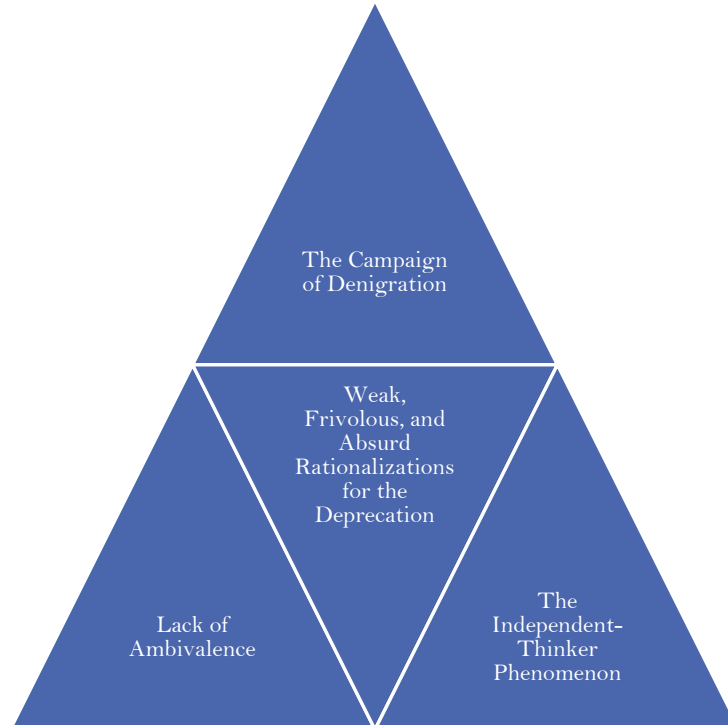 The Campaign
of Denigration
Weak,
Frivolous, and
Absurd
Rationalizations
for the
Deprecation
Lack of
Ambivalence
The
Independent-
Thinker
Phenomenon